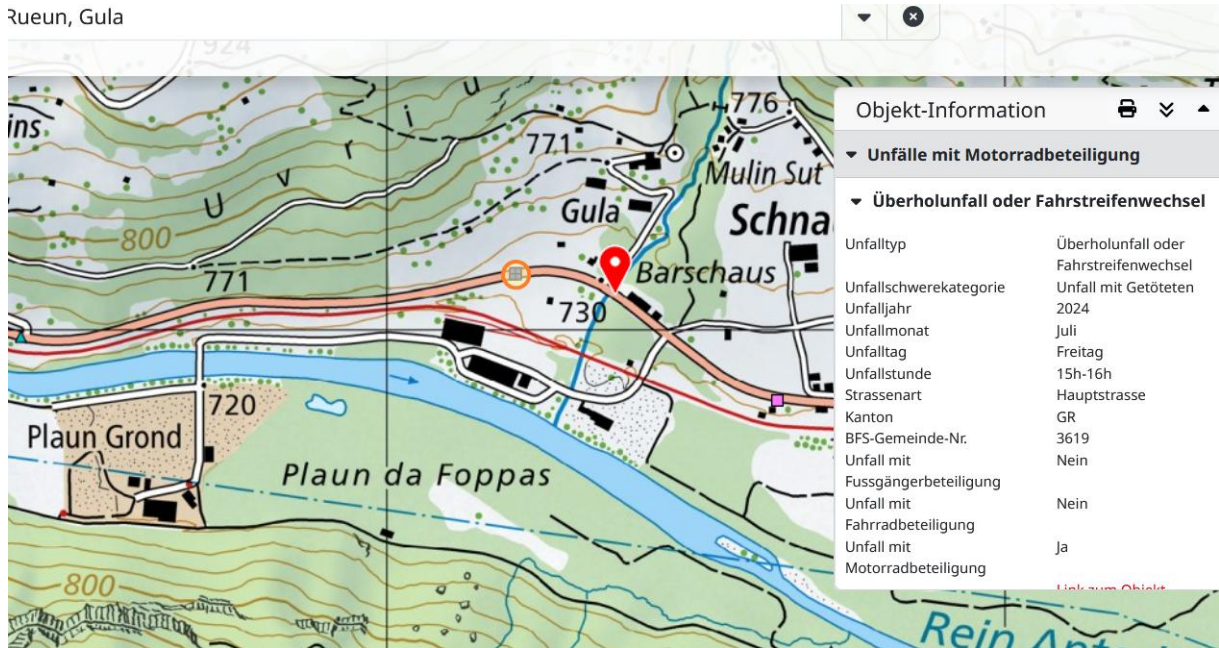 Rueun, Gula
924
ins
U
r
i
u
v
776
771
Mulin Sut
Gula
Schna
800
771
Barschaus
730
720
Plaun Grond
Plaun da Foppas
800
Rein
Objekt-Information
Unfälle mit Motorradbeteiligung
Überholunfall oder Fahrstreifenwechsel
Unfalltyp Überholunfall oder
Fahrstreifenwechsel
Unfallschwerekategorie Unfall mit Getöteten
Unfalljahr 2024
Unfallmonat Juli
Unfalltag Freitag
Unfallstunde 15h-16h
Strassenart Hauptstrasse
Kanton GR
BFS-Gemeinde-Nr. 3619
Unfall mit Nein
Fussgängerbeteiligung
Unfall mit Nein
Fahrradbeteiligung
Unfall mit Ja
Motorradbeteiligung
Link zum Objekt